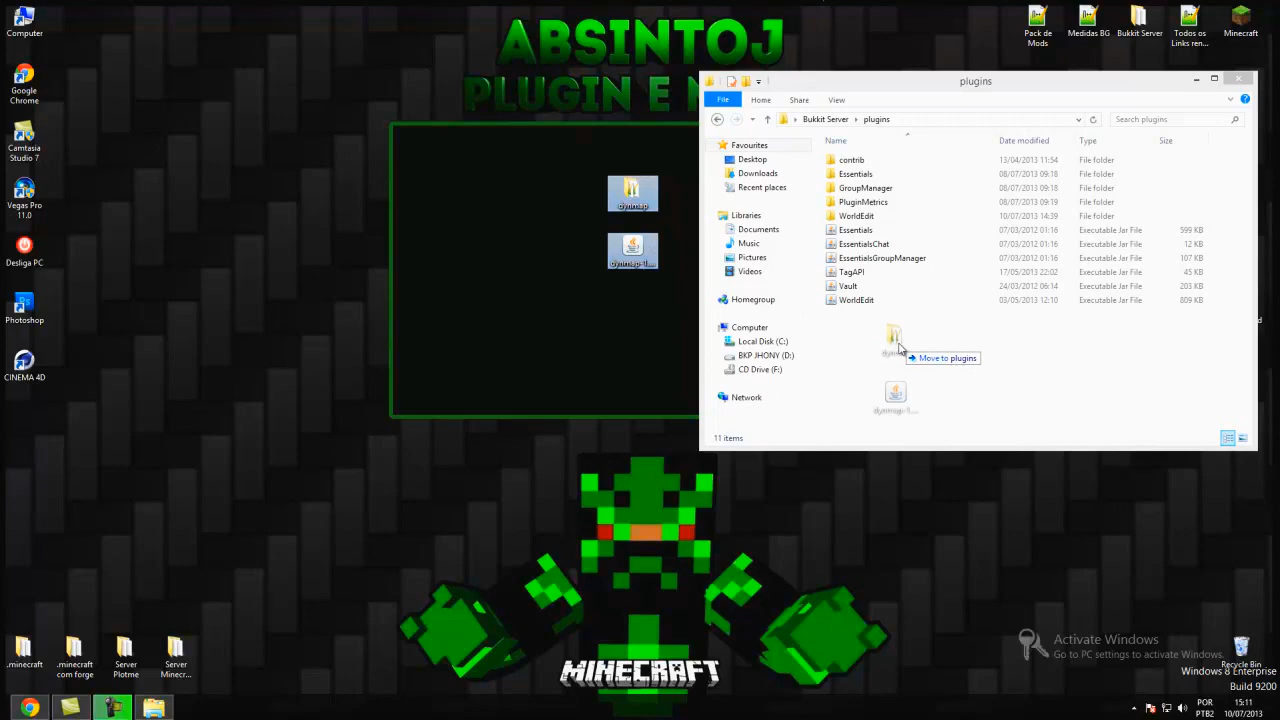 ABSINTOJ
PLUGIN E
Computer
Google
Chrome
Camtasia
Studio 7
Vegas Pro
11.0
Desliga PC
Photoshop
CINEMA 4D
Pack de
Mods
Medidas BG
Bukkit Server
Todos os
Links ren...
Minecraft
dynmap
dynmap-1....
plugins
File
Home
Share
View
Bukkit Server
plugins
Search plugins
Favourites
Desktop
Downloads
Recent places
Libraries
Documents
Music
Pictures
Videos
Homegroup
Computer
Local Disk (C:)
BKP JHONY (D:)
CD Drive (F:)
Network
Name Date modified Type Size
contrib 13/04/2013 11:54 File folder
Essentials 08/07/2013 09:18 File folder
GroupManager 08/07/2013 09:18 File folder
PluginMetrics 08/07/2013 09:19 File folder
WorldEdit 10/07/2013 14:39 File folder
Essentials 07/03/2012 01:16 Executable Jar File 599 KB
EssentialsChat 07/03/2012 01:16 Executable Jar File 12 KB
EssentialsGroupManager 07/03/2012 01:16 Executable Jar File 107 KB
TagAPI 17/05/2013 22:02 Executable Jar File 45 KB
Vault 24/03/2012 06:14 Executable Jar File 203 KB
WorldEdit 03/05/2013 12:10 Executable Jar File 809 KB
Move to plugins
dynmap-1....
11 items
MINECRAFT
.minecraft
.minecraft
com forge
Server
Plotme
Server
Minecr...
Activate Windows
Go to PC settings to activate Windows.
Recycle Bin
Windows 8 Enterprise
Build 9200
POR
PTB2
15:11
10/07/2013